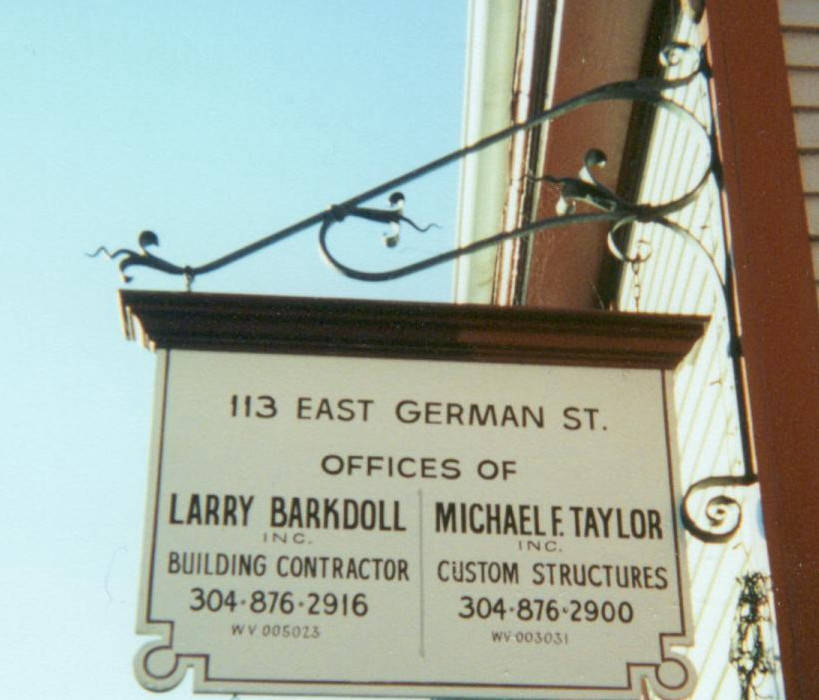 113 EAST GERMAN ST.
OFFICES OF
LARRY BARKDOLL
INC.
BUILDING CONTRACTOR
304·876·2916
WV 005023
MICHAEL F. TAYLOR
INC.
CUSTOM STRUCTURES
304·876·2900
WV 003031